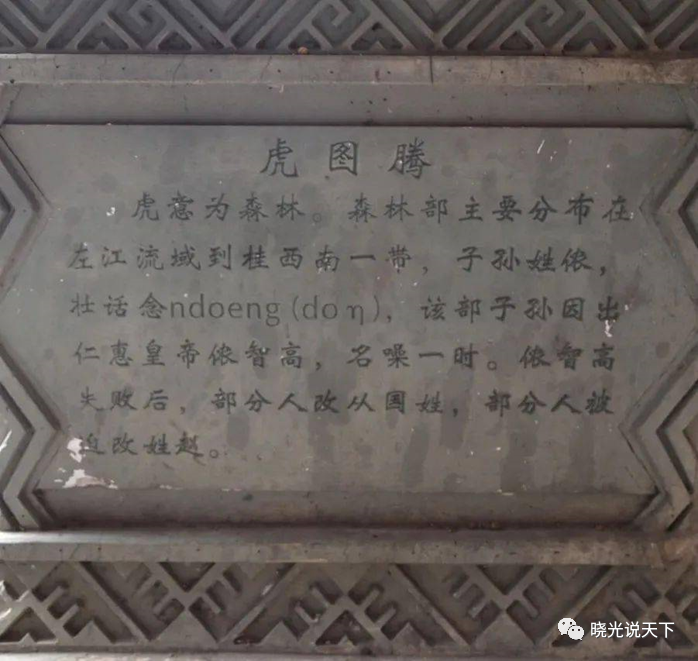 虎图腾
虎意为森林。森林部主要分布在
左江流域到桂西南一带，子孙姓侬，
壮话念ndoeng(doη)，该部子孙因出
仁惠皇帝侬智高，名噪一时。侬智高
失败后，部分人改从国姓，部分人被
迫改姓赵。
晓光说天下